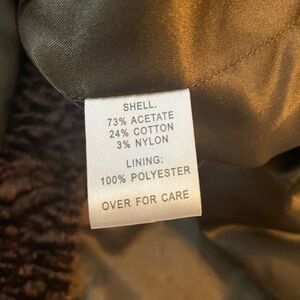 SHELL.
73% ACETATE
24% COTTON
3% NYLON
LINING:
100% POLYESTER
OVER FOR CARE